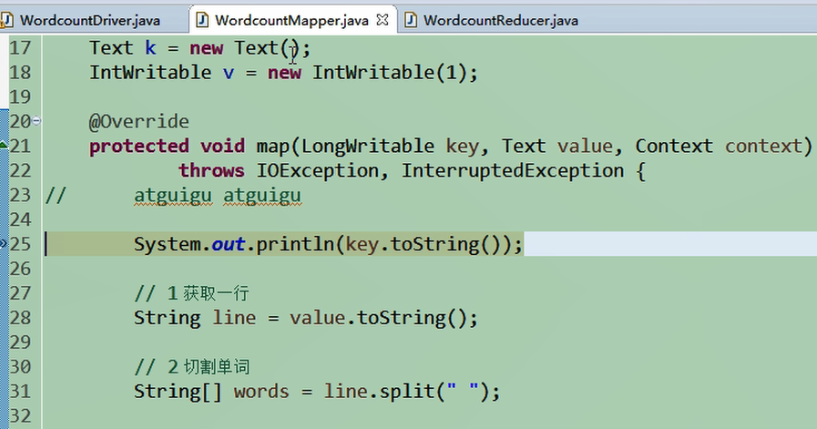 WordcountDriver.java WordcountMapper.java WordcountReducer.java
17 Text k = new Text();
18 IntWritable v = new IntWritable(1);
19
20 @Override
21 protected void map(LongWritable key, Text value, Context context)
22 throws IOException, InterruptedException {
23 // atguigu atguigu
24
25 System.out.println(key.toString());
26
27 // 1 获取一行
28 String line = value.toString();
29
30 // 2 切割单词
31 String[] words = line.split(" ");
32